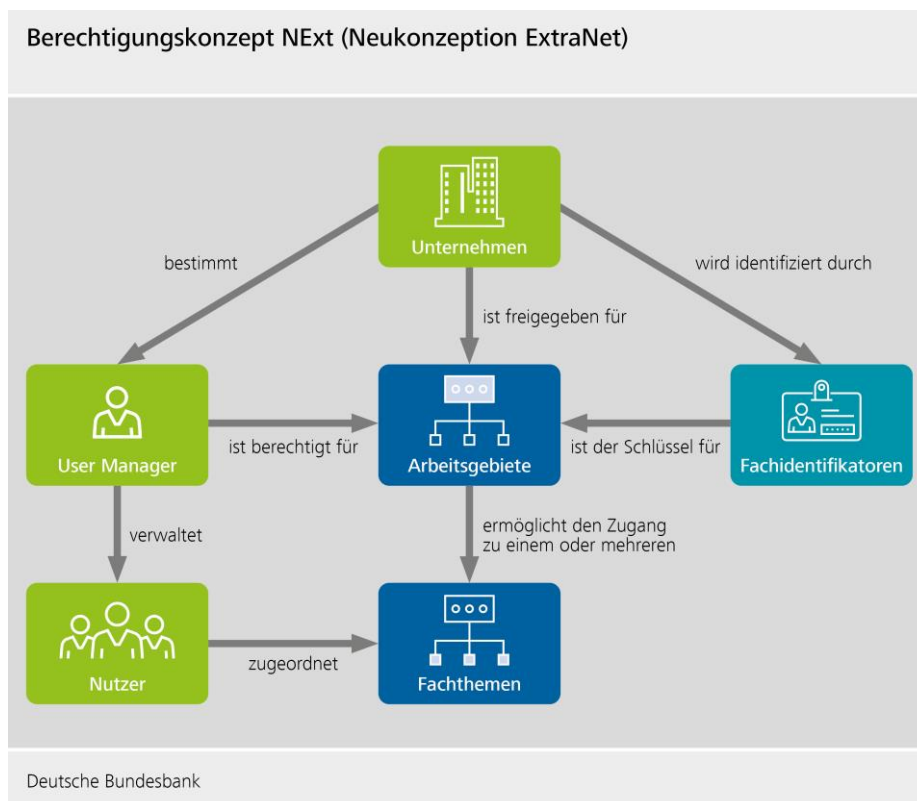 Berechtigungskonzept NExt (Neukonzeption ExtraNet)
Unternehmen
bestimmt
wird identifiziert durch
ist freigegeben für
User Manager
ist berechtigt für
Arbeitsgebiete
ist der Schlüssel für
Fachidentifikatoren
verwaltet
ermöglicht den Zugang
zu einem oder mehreren
Nutzer
zugeordnet
Fachthemen
Deutsche Bundesbank